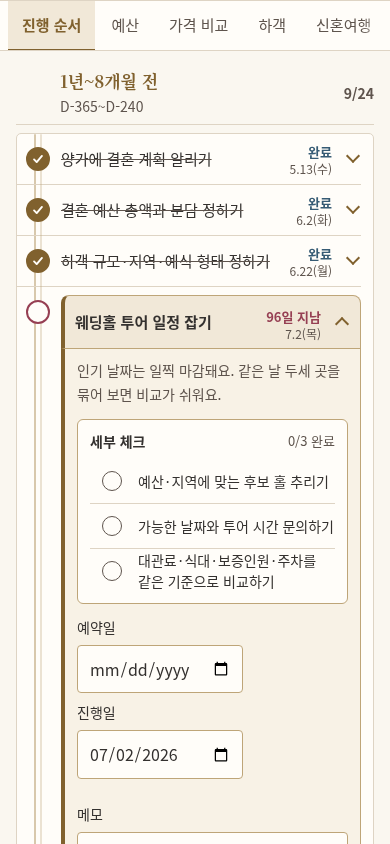 진행 순서 예산 가격 비교 하객 신혼여행
1년~8개월 전
D-365~D-240
9/24
양가에 결혼 계획 알리기
완료
5.13(수)
결혼 예산 총액과 분담 정하기
완료
6.2(화)
하객 규모·지역·예식 형태 정하기
완료
6.22(월)
웨딩홀 투어 일정 잡기
96일 지남
7.2(목)
인기 날짜는 일찍 마감돼요. 같은 날 두세 곳을
묶어 보면 비교가 쉬워요.
세부 체크 0/3 완료
예산·지역에 맞는 후보 홀 추리기
가능한 날짜와 투어 시간 문의하기
대관료·식대·보증인원·주차를
같은 기준으로 비교하기
예약일
mm/dd/yyyy
진행일
07/02/2026
메모